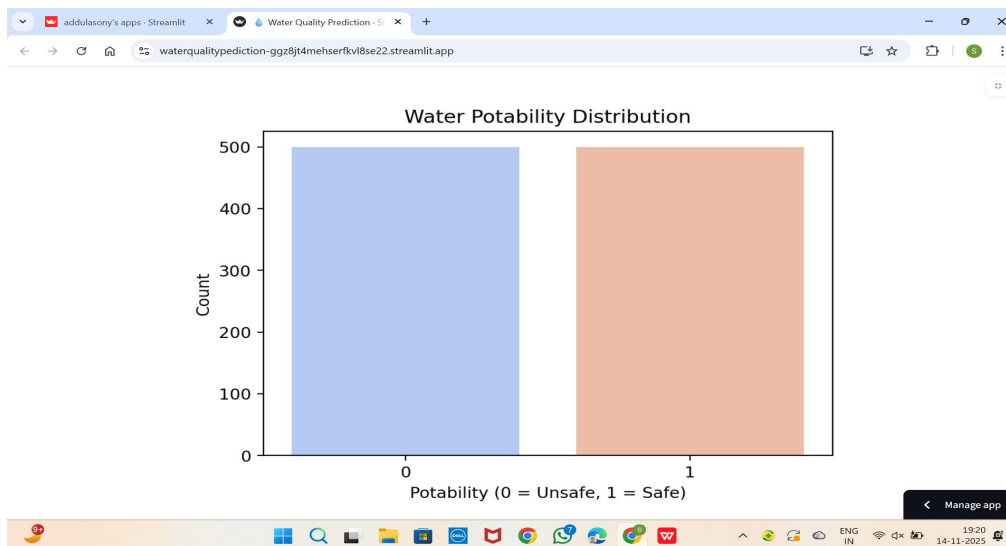 addulasony's apps · Streamlit
Water Quality Prediction · S
waterqualitypediction-ggz8jt4mehserfkvl8se22.streamlit.app
S
Water Potability Distribution
500
400
300
200
100
0
Count
0 1
Potability (0 = Unsafe, 1 = Safe)
Manage app
9+
DELL
7
S
W
ENG
IN
19:20
14-11-2025